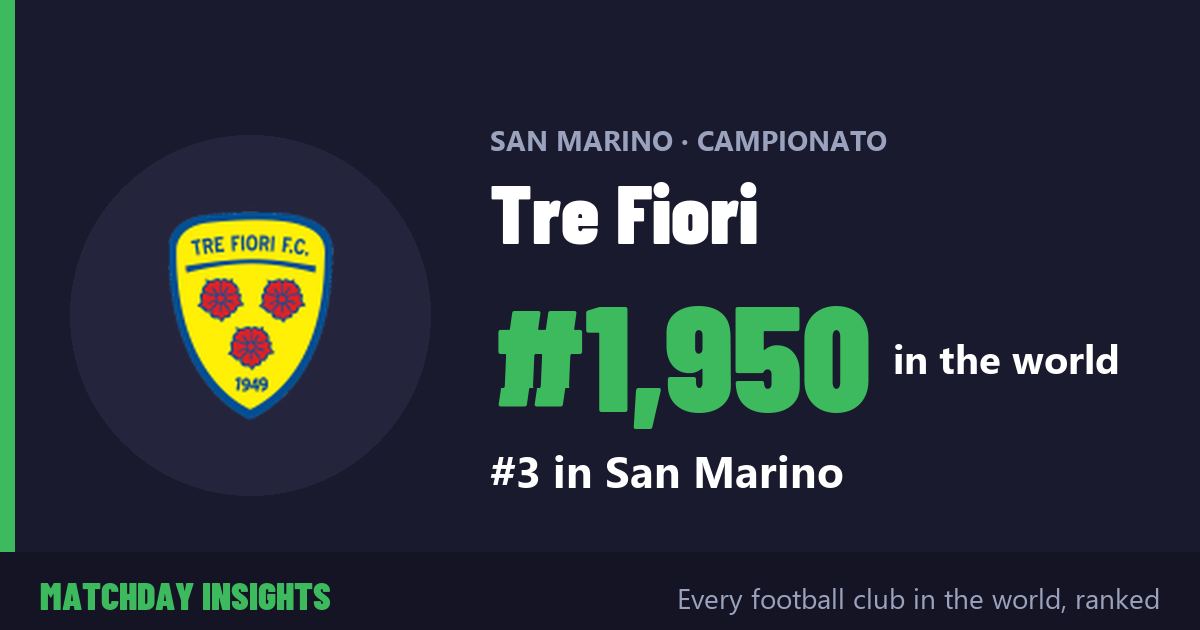 SAN MARINO · CAMPIONATO
Tre Fiori
TRE FIORI F.C.
1949
#1,950 in the world
#3 in San Marino
MATCHDAY INSIGHTS
Every football club in the world, ranked